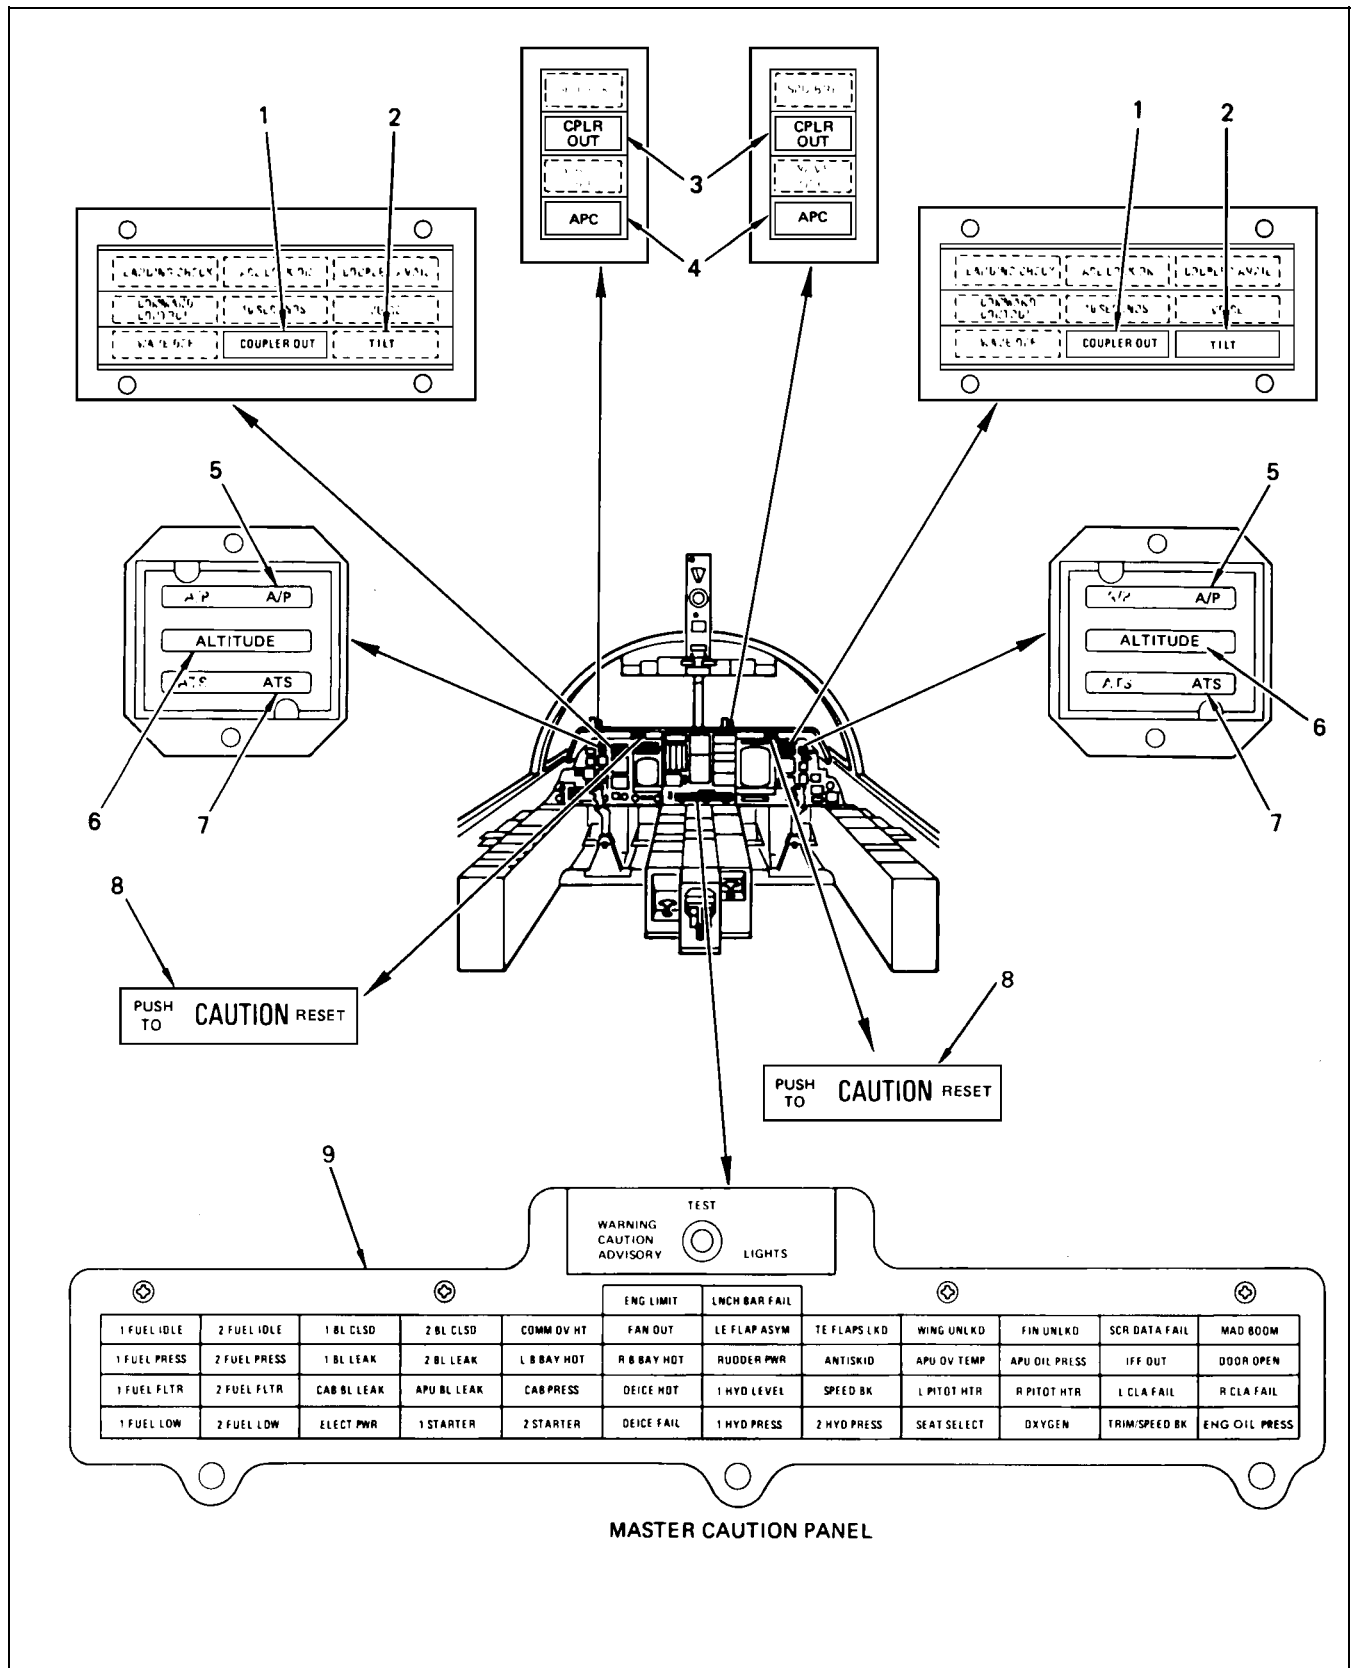 CPLR
OUT
APC
CPLR
OUT
APC
3
4
1
2
1
2
LANDING CHECK
COUPLER OUT
TILT
LANDING CHECK
COUPLER OUT
TILT
5
A/P A/P
ALTITUDE
ATS ATS
6
7
5
A/P A/P
ALTITUDE
ATS ATS
6
7
8
PUSH TO CAUTION RESET
8
PUSH TO CAUTION RESET
9
TEST
WARNING
CAUTION
ADVISORY LIGHTS
ENG LIMIT LNCH BAR FAIL
1 FUEL IDLE 2 FUEL IDLE 1 BL CLSD 2 BL CLSD COMM OV HT FAN OUT LE FLAP ASYM TE FLAPS LKD WING UNLKD FIN UNLKD SCR DATA FAIL MAD BOOM
1 FUEL PRESS 2 FUEL PRESS 1 BL LEAK 2 BL LEAK L B BAY HOT R B BAY HOT RUDDER PWR ANTISKID APU OV TEMP APU OIL PRESS IFF OUT DOOR OPEN
1 FUEL FLTR 2 FUEL FLTR CAB BL LEAK APU BL LEAK CAB PRESS DEICE HOT 1 HYD LEVEL SPEED BK L PITOT HTR R PITOT HTR L CLA FAIL R CLA FAIL
1 FUEL LOW 2 FUEL LOW ELECT PWR 1 STARTER 2 STARTER DEICE FAIL 1 HYD PRESS 2 HYD PRESS SEAT SELECT OXYGEN TRIM/SPEED BK ENG OIL PRESS
MASTER CAUTION PANEL